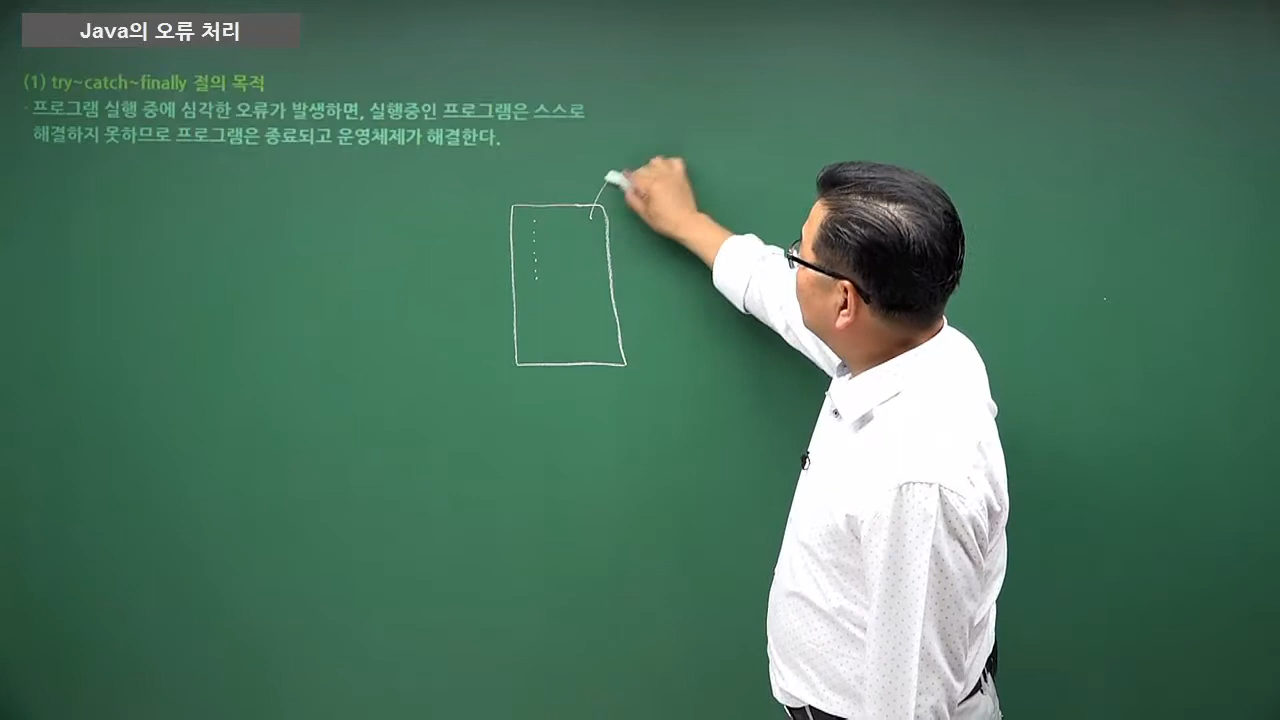 Java의 오류 처리
(1) try~catch~finally 절의 목적
· 프로그램 실행 중에 심각한 오류가 발생하면, 실행중인 프로그램은 스스로
해결하지 못하므로 프로그램은 종료되고 운영체제가 해결한다.